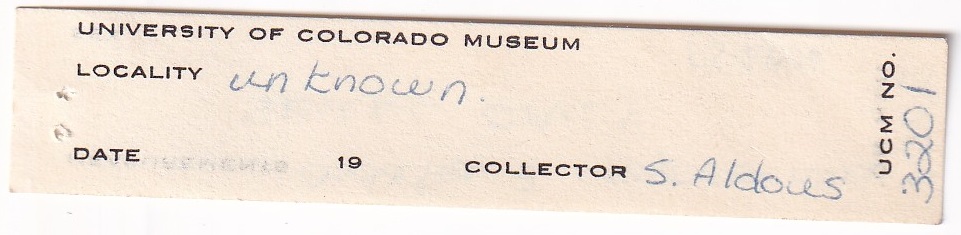 UNIVERSITY OF COLORADO MUSEUM
LOCALITY unknown.
DATE 19 COLLECTOR S. Aldous
UCM NO. 3201